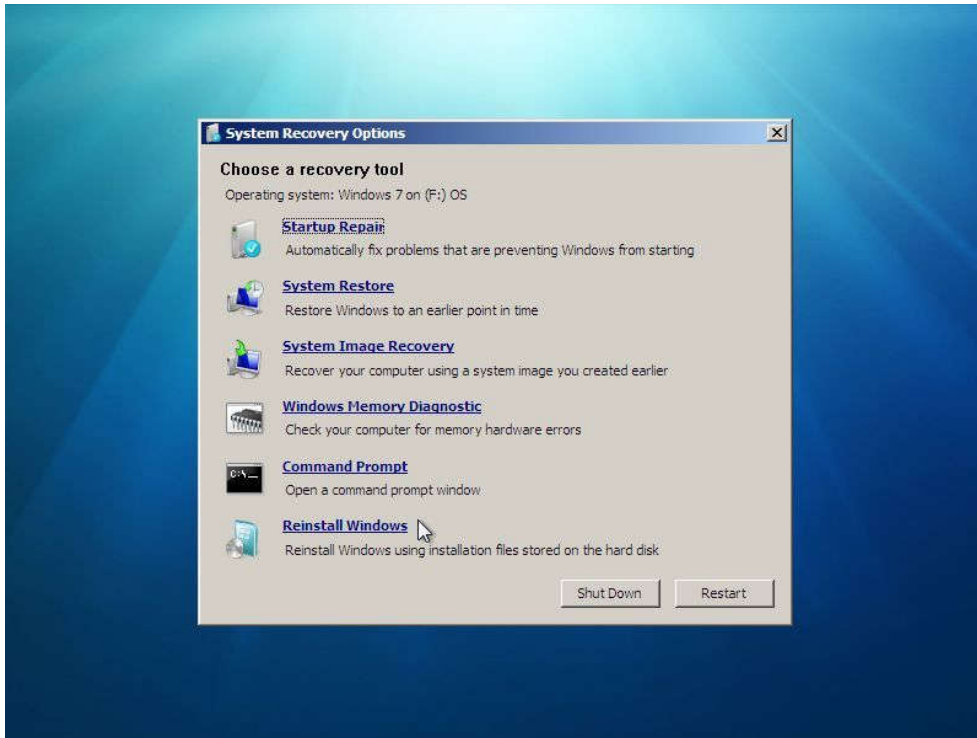 System Recovery Options
Choose a recovery tool
Operating system: Windows 7 on (F:) OS
Startup Repair
Automatically fix problems that are preventing Windows from starting
System Restore
Restore Windows to an earlier point in time
System Image Recovery
Recover your computer using a system image you created earlier
Windows Memory Diagnostic
Check your computer for memory hardware errors
C:\_
Command Prompt
Open a command prompt window
Reinstall Windows
Reinstall Windows using installation files stored on the hard disk
Shut Down Restart